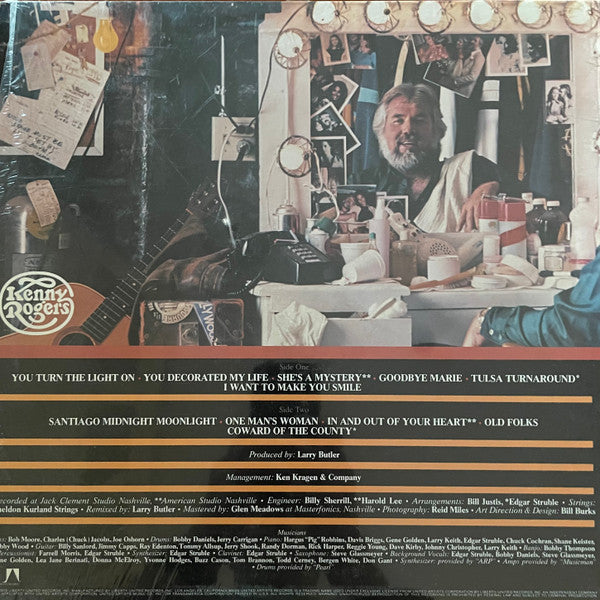 Kenny
Rogers
Side One
YOU TURN THE LIGHT ON - YOU DECORATED MY LIFE - SHE'S A MYSTERY** - GOODBYE MARIE - TULSA TURNAROUND*
I WANT TO MAKE YOU SMILE
Side Two
SANTIAGO MIDNIGHT MOONLIGHT - ONE MAN'S WOMAN - IN AND OUT OF YOUR HEART** - OLD FOLKS
COWARD OF THE COUNTY*
Produced by: Larry Butler
Management: Ken Kragen & Company
Recorded at Jack Clement Studio Nashville, **American Studio Nashville • Engineer: Billy Sherrill, **Harold Lee • Arrangements: Bill Justis, *Edgar Struble • Strings:
Sheldon Kurland Strings • Remixed by: Larry Butler • Mastered by: Glen Meadows at Masterfonics, Nashville • Photography: Reid Miles • Art Direction & Design: Bill Burks
Musicians
Bob Moore, Charles (Chuck) Jacobs, Joe Osborn • Drums: Bobby Daniels, Jerry Carrigan • Piano: Hargus "Pig" Robbins, Davis Briggs, Gene Golden, Larry Keith, Edgar Struble, Chuck Cochran, Shane Keister,
Bobby Wood • Guitar: Billy Sanford, Jimmy Capps, Ray Edenton, Tommy Allsup, Jerry Shook, Randy Dorman, Rick Harper, Reggie Young, Dave Kirby, Johnny Christopher, Larry Keith • Banjo: Bobby Thompson
Percussionist: Farrell Morris, Edgar Struble • Synthesizer: Edgar Struble • Clarinet: Edgar Struble • Saxophone: Steve Glassmeyer • Background Vocals: Edgar Struble, Bobby Daniels, Steve Glassmeyer,
Gene Golden, Lea Jane Berinati, Donna McElroy, Yvonne Hodges, Buzz Cason, Tom Brannon, Todd Cerney, Bergen White, Don Gant • Synthesizer: provided by "ARP" • Amps provided by "Musicman"
• Drums provided by "Pearl"